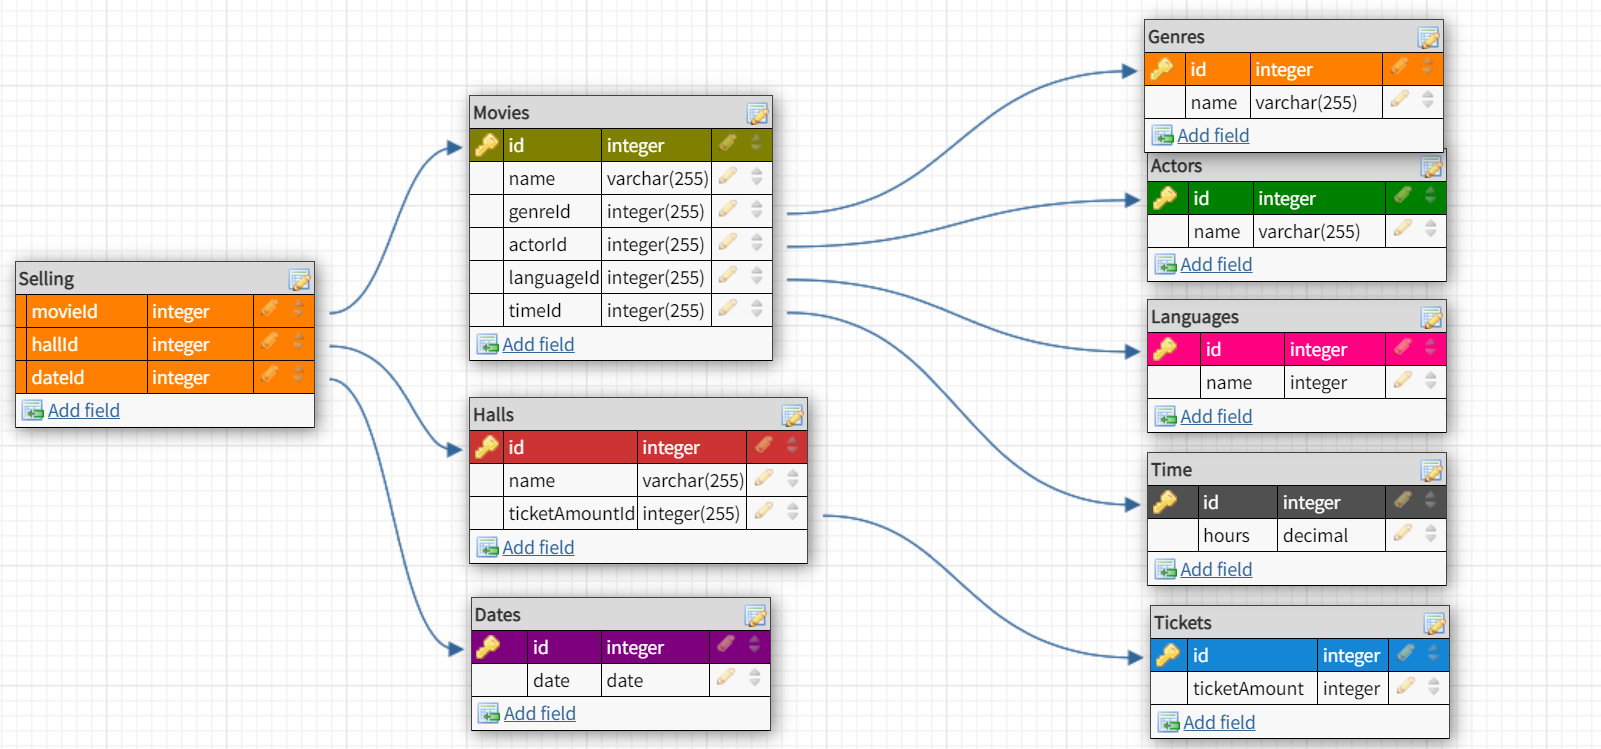 Selling
movieId integer
hallId integer
dateId integer
Add field
Movies
id integer
name varchar(255)
genreId integer(255)
actorId integer(255)
languageId integer(255)
timeId integer(255)
Add field
Halls
id integer
name varchar(255)
ticketAmountId integer(255)
Add field
Dates
id integer
date date
Add field
Genres
id integer
name varchar(255)
Add field
Actors
id integer
name varchar(255)
Add field
Languages
id integer
name integer
Add field
Time
id integer
hours decimal
Add field
Tickets
id integer
ticketAmount integer
Add field